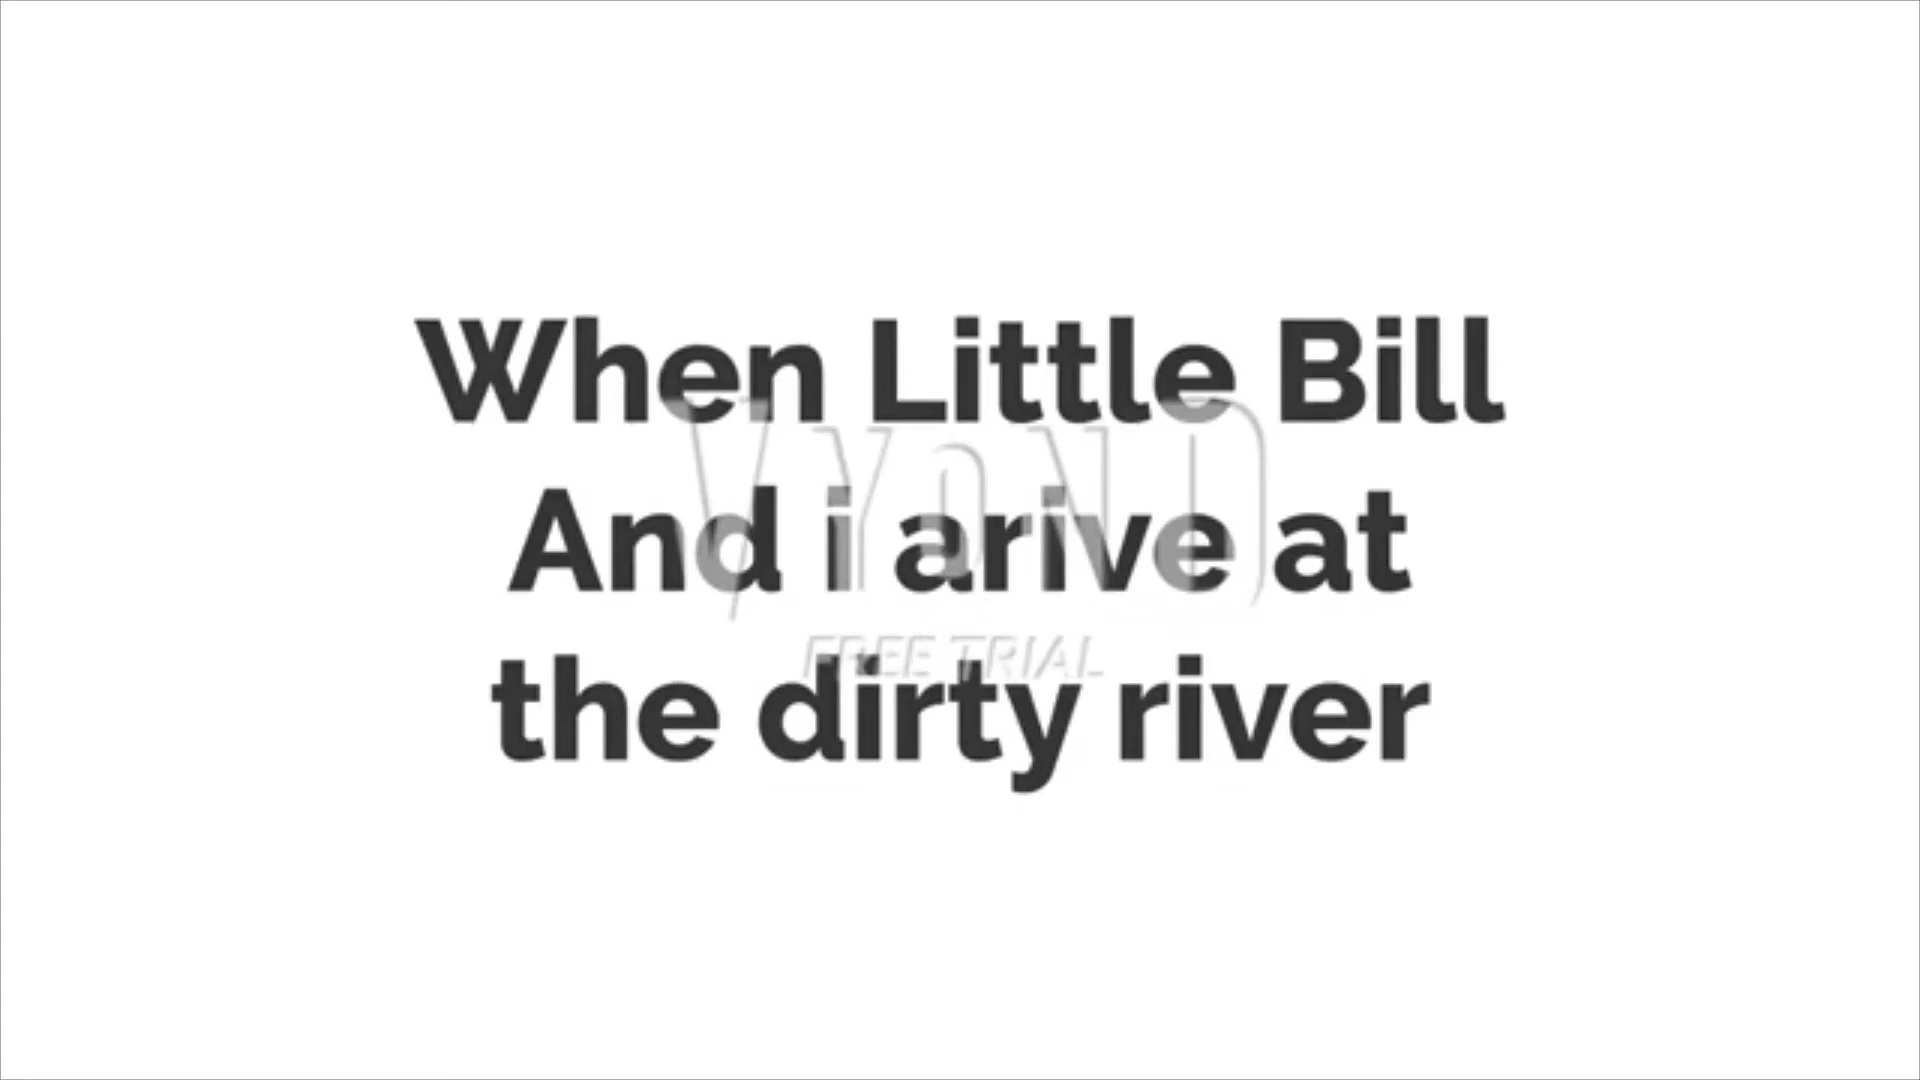 When Little Bill
And i arive at
the dirty river
VYOND
FREE TRIAL